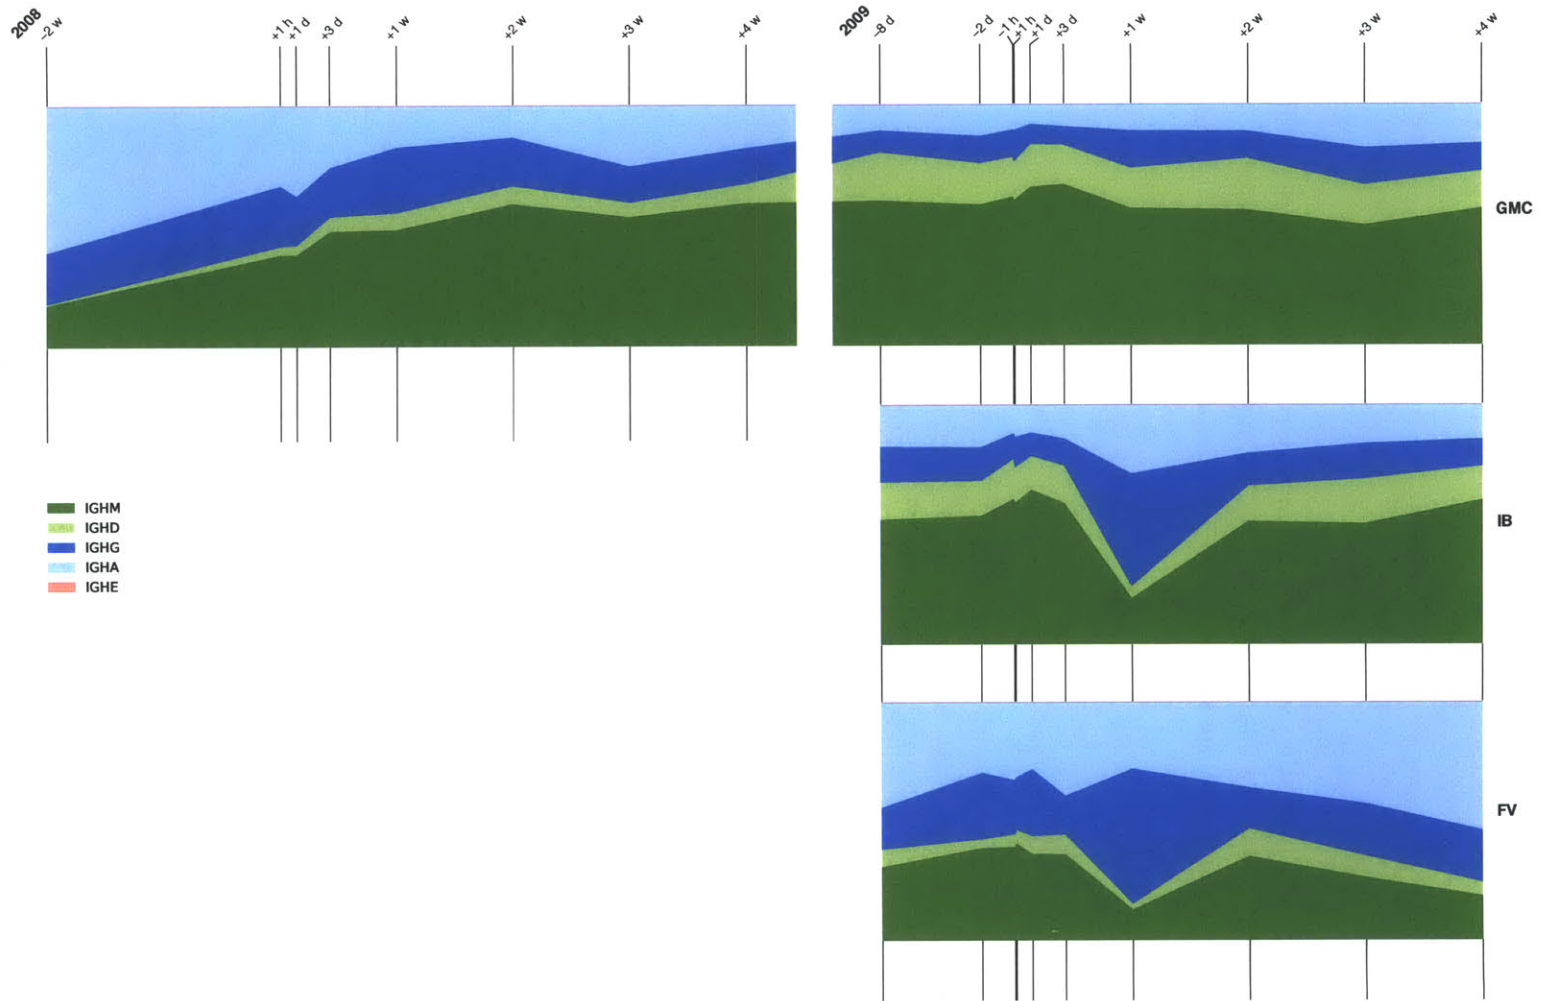 2008
−2 w
+1 h
+1 d
+3 d
+1 w
+2 w
+3 w
+4 w
2009
−8 d
−2 d
−1 h
+1 h
+1 d
+3 d
+1 w
+2 w
+3 w
+4 w
GMC
IGHM
IGHD
IGHG
IGHA
IGHE
IB
FV